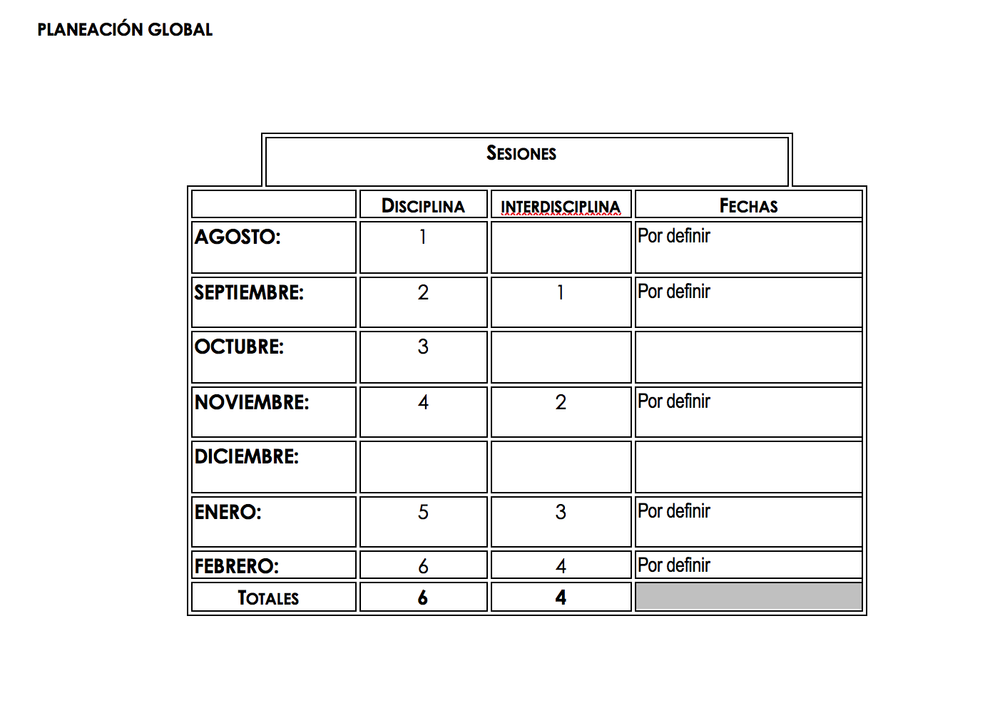 PLANEACIÓN GLOBAL
SESIONES
DISCIPLINA INTERDISCIPLINA FECHAS
AGOSTO: 1 Por definir
SEPTIEMBRE: 2 1 Por definir
OCTUBRE: 3
NOVIEMBRE: 4 2 Por definir
DICIEMBRE:
ENERO: 5 3 Por definir
FEBRERO: 6 4 Por definir
TOTALES 6 4